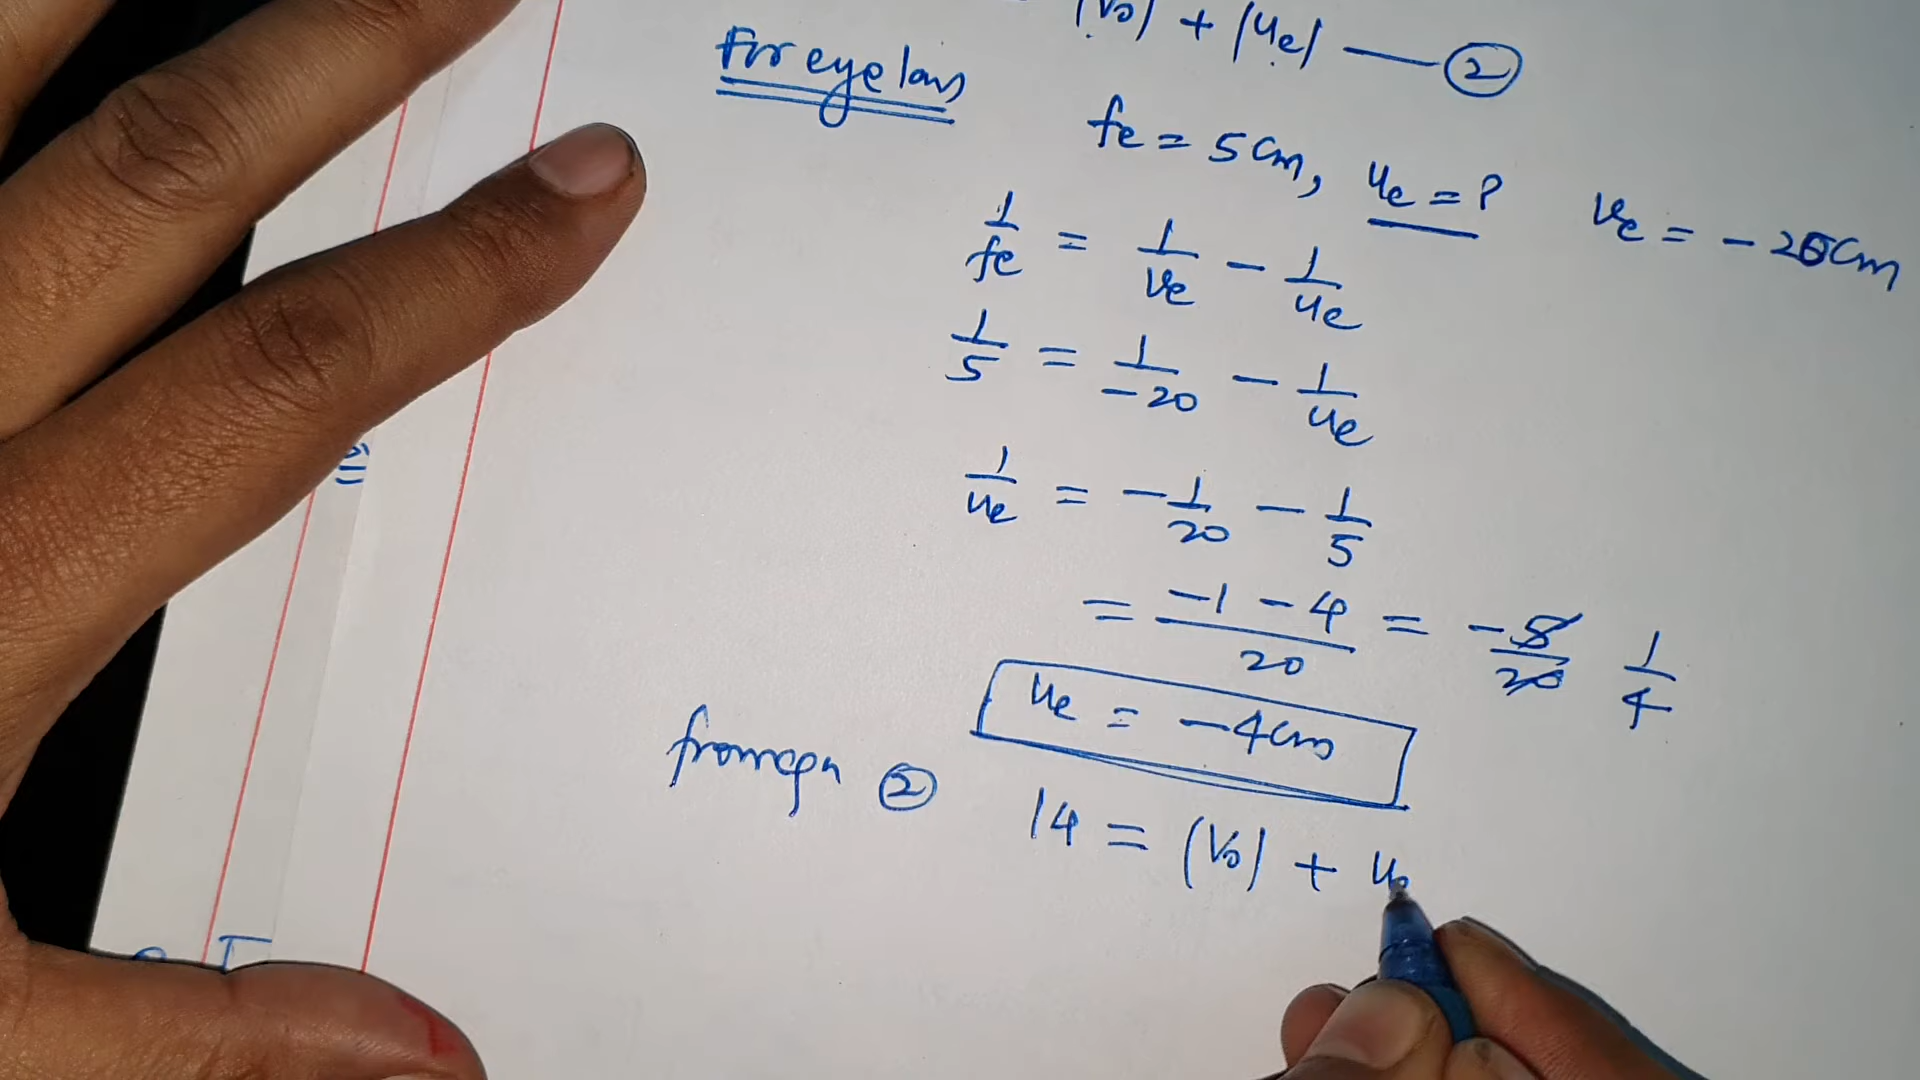 |V₀| + |uₑ| — ②
For eye lens
fₑ = 5cm, uₑ = ? vₑ = -20cm
1/fₑ = 1/vₑ - 1/uₑ
1/5 = 1/-20 - 1/uₑ
1/uₑ = -1/20 - 1/5
= -1 - 4/20 = -5/20 1/4
uₑ = -4cm
from eqn ② 14 = |V₀| + u